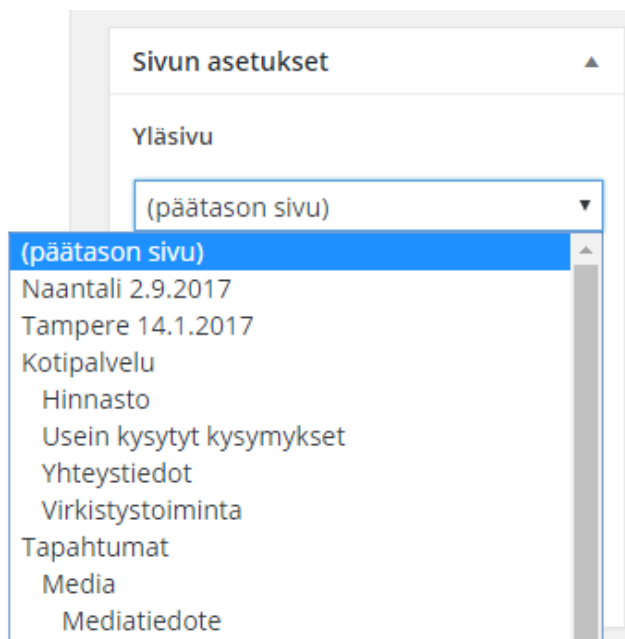 Sivun asetukset
Yläsivu
(päätason sivu)
(päätason sivu)
Naantali 2.9.2017
Tampere 14.1.2017
Kotipalvelu
Hinnasto
Usein kysytyt kysymykset
Yhteystiedot
Virkistystoiminta
Tapahtumat
Media
Mediatiedote